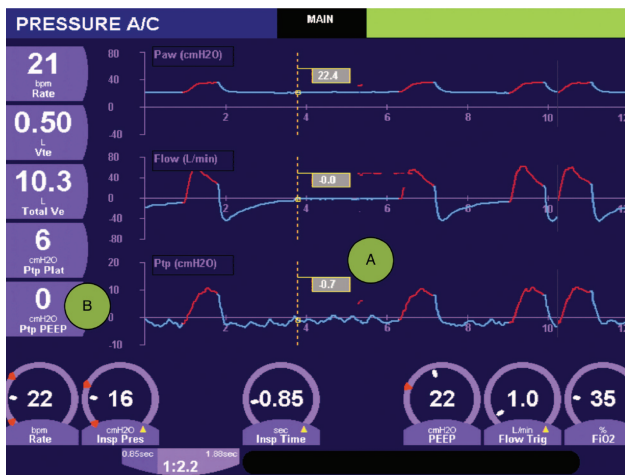 PRESSURE A/C
MAIN
21
bpm
Rate
0.50
L
Vte
10.3
L
Total Ve
6
cmH2O
Ptp Plat
0
cmH2O
Ptp PEEP
B
Paw (cmH2O)
80
40
0
-40
22.4
2
4
6
8
10
12
Flow (L/min)
80
40
0
-40
-80
-0.0
2
4
6
8
10
12
Ptp (cmH2O)
20
10
0
-10
-0.7
A
2
4
6
8
10
12
22
bpm
Rate
16
cmH2O
Insp Pres
0.85
sec
Insp Time
22
cmH2O
PEEP
1.0
L/min
Flow Trig
35
%
FiO2
0.85sec
1:2.2
1.88sec